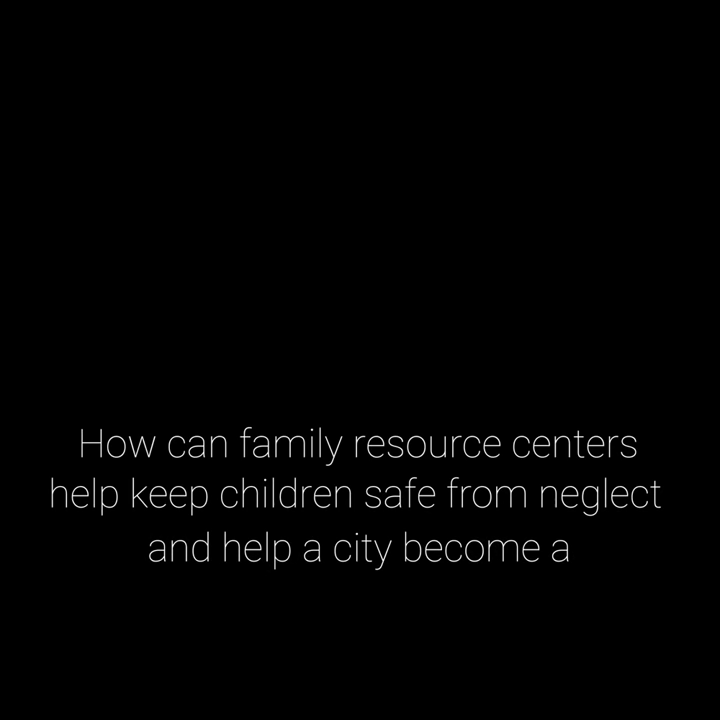 How can family resource centers
help keep children safe from neglect
and help a city become a